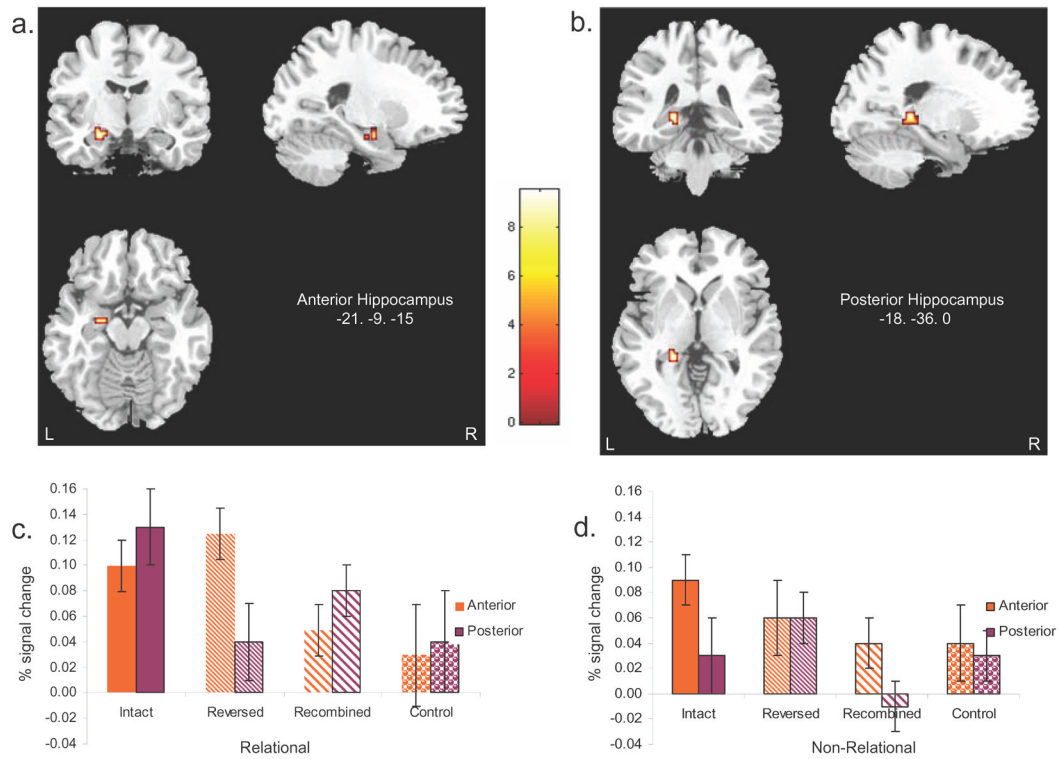 a.
Anterior Hippocampus
-21. -9. -15
L
R
8
6
4
2
0
b.
Posterior Hippocampus
-18. -36. 0
L
R
c.
% signal change
0.16
0.14
0.12
0.10
0.08
0.06
0.04
0.02
0.00
-0.02
-0.04
Intact
Reversed
Recombined
Control
Relational
Anterior
Posterior
d.
% signal change
0.16
0.14
0.12
0.10
0.08
0.06
0.04
0.02
0.00
-0.02
-0.04
Intact
Reversed
Recombined
Control
Non-Relational
Anterior
Posterior